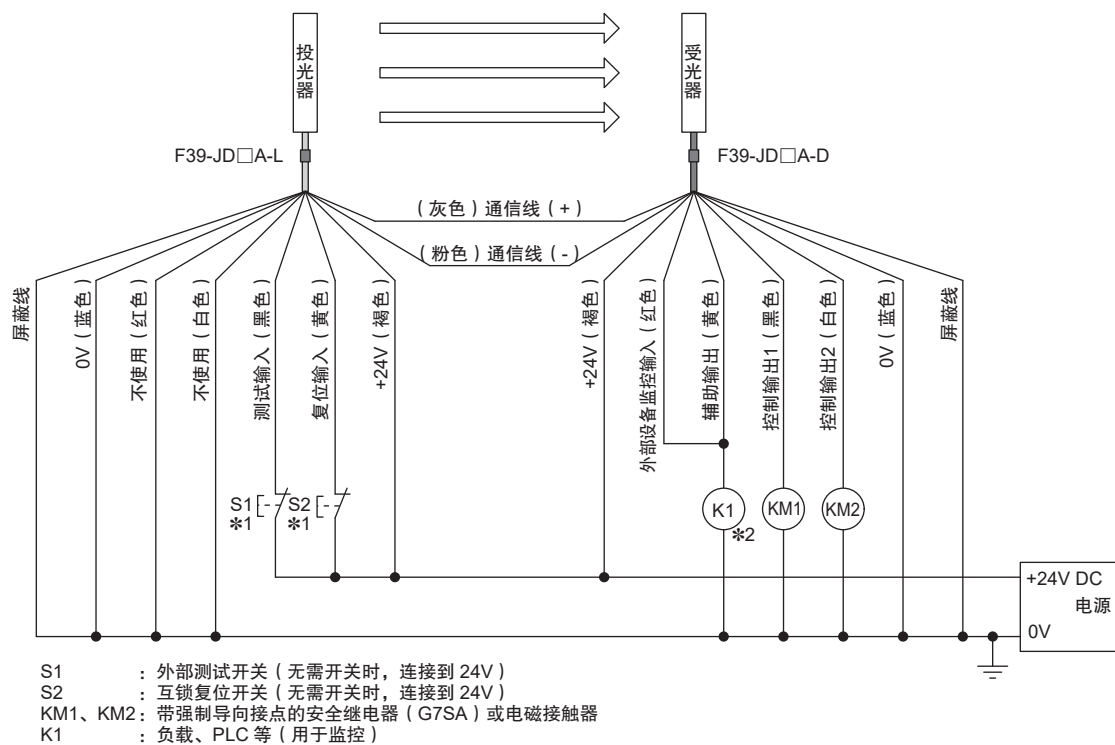 投光器
受光器
F39-JD□A-L
F39-JD□A-D
（灰色）通信线（+）
（粉色）通信线（-）
屏蔽线
0V（蓝色）
不使用（红色）
不使用（白色）
测试输入（黑色）
复位输入（黄色）
+24V（褐色）
+24V（褐色）
外部设备监控输入（红色）
辅助输出（黄色）
控制输出1（黑色）
控制输出2（白色）
0V（蓝色）
屏蔽线
S1
*1
S2
*1
K1
*2
KM1
KM2
+24V DC
电源
0V
S1 ：外部测试开关（无需开关时，连接到 24V）
S2 ：互锁复位开关（无需开关时，连接到 24V）
KM1、KM2：带强制导向接点的安全继电器（G7SA）或电磁接触器
K1 ：负载、PLC 等（用于监控）